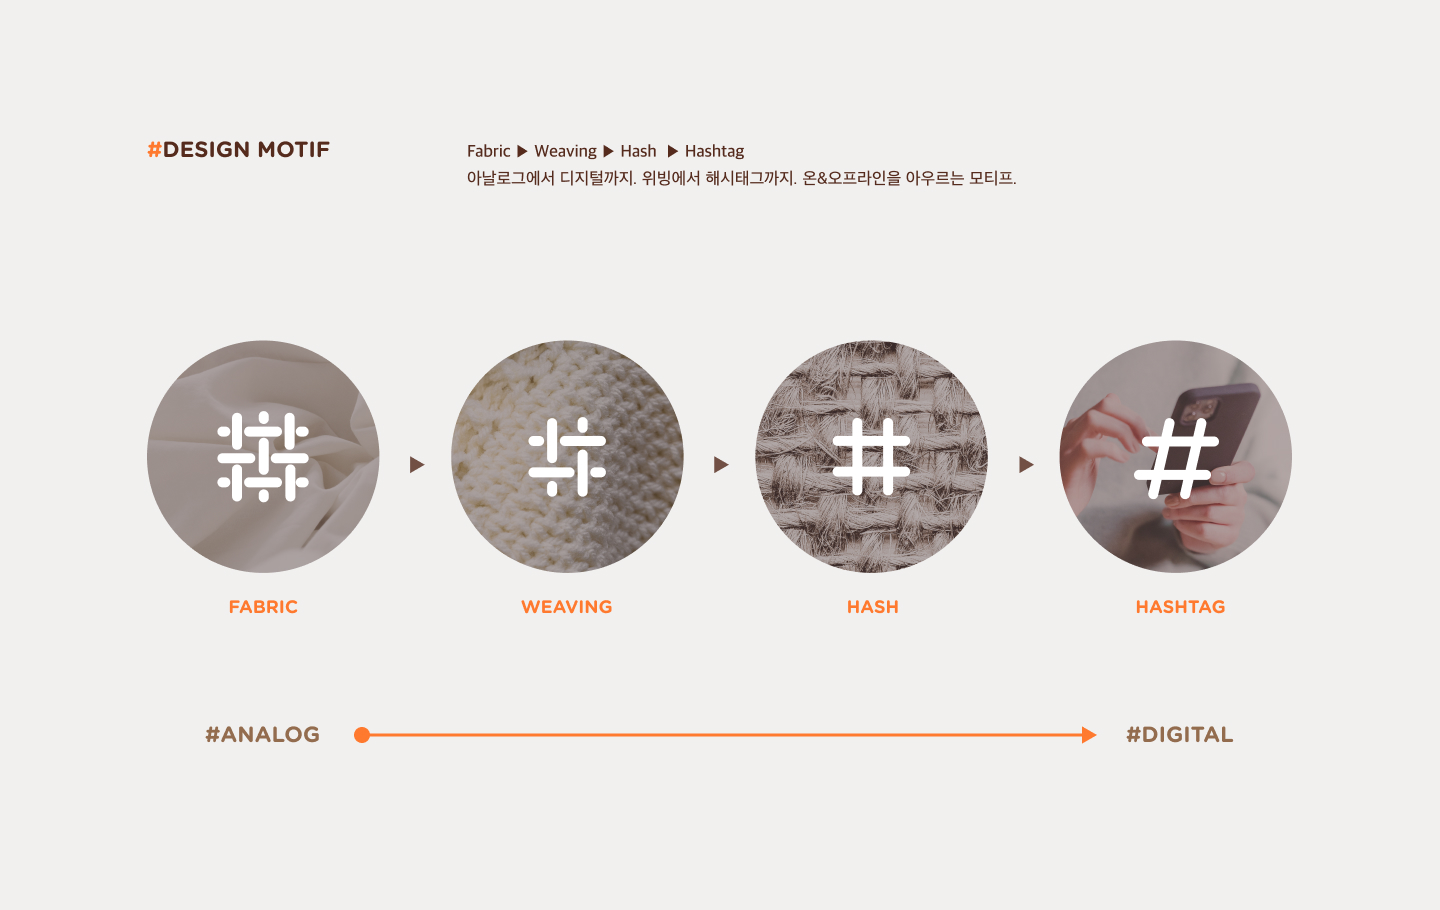 #DESIGN MOTIF
Fabric ▶ Weaving ▶ Hash ▶ Hashtag
아날로그에서 디지털까지. 위빙에서 해시태그까지. 온&오프라인을 아우르는 모티프.
#
FABRIC
WEAVING
HASH
HASHTAG
#ANALOG
#DIGITAL